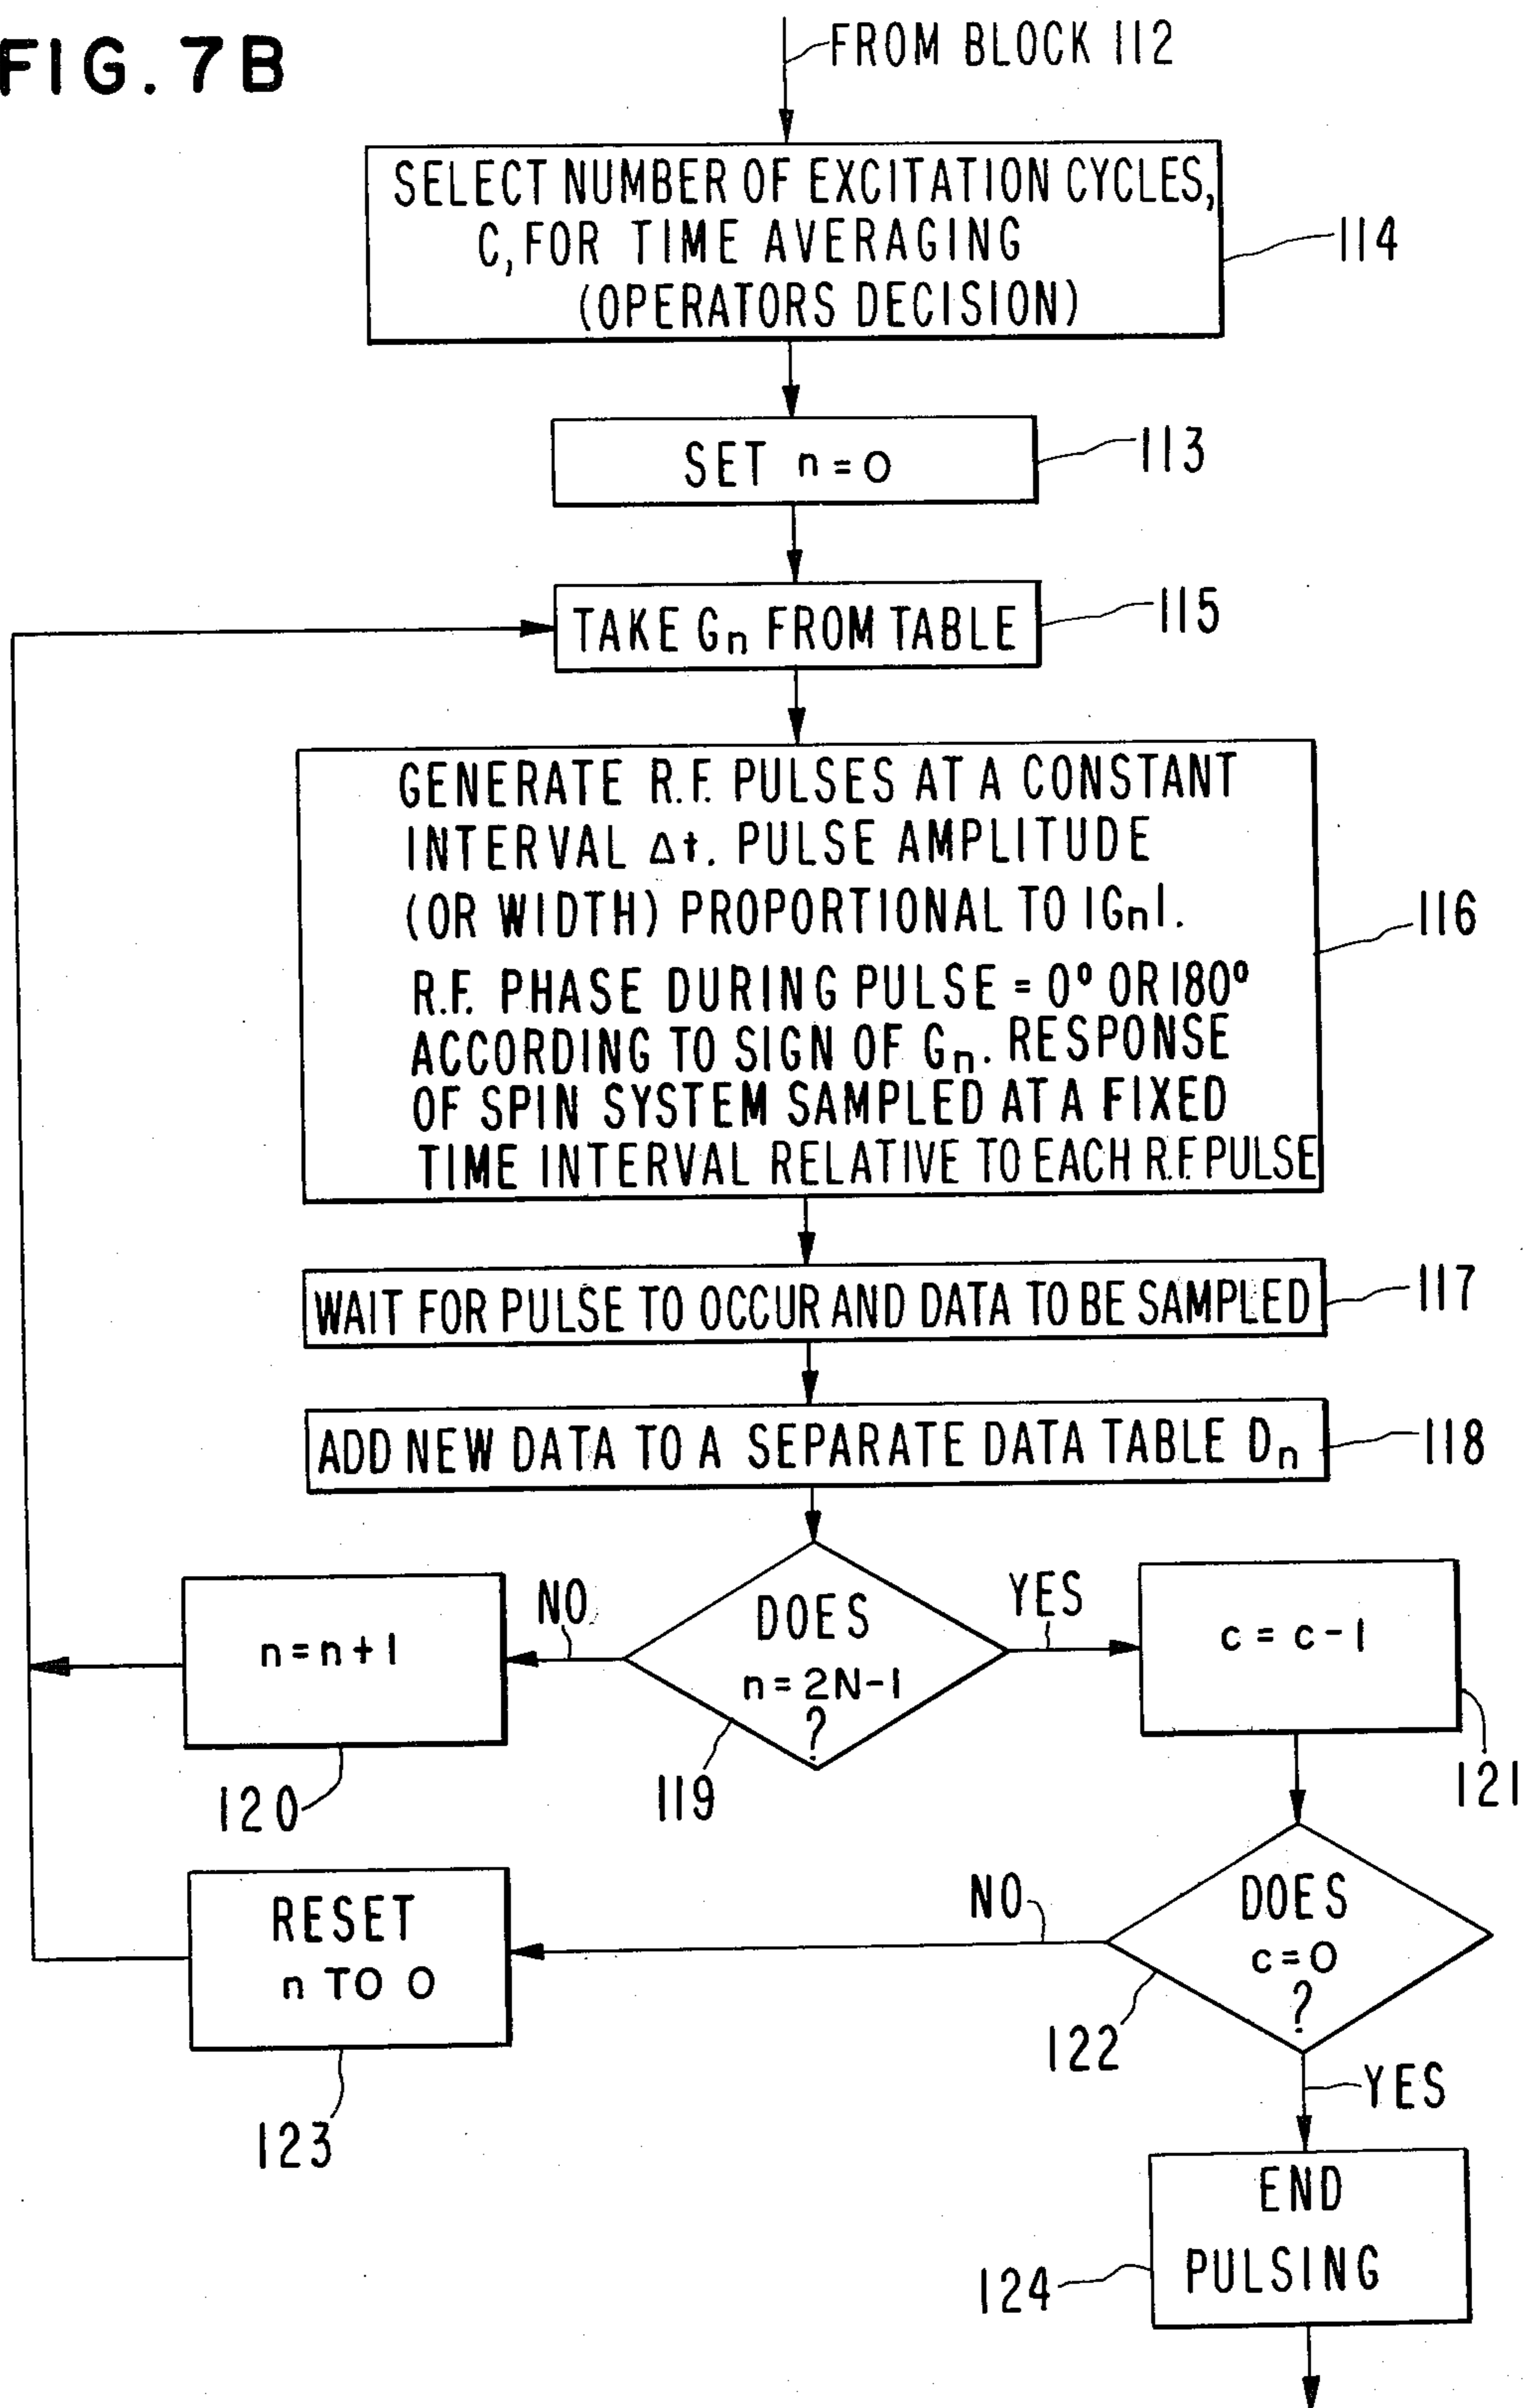 FIG. 7B
FROM BLOCK 112
SELECT NUMBER OF EXCITATION CYCLES,
C, FOR TIME AVERAGING
(OPERATORS DECISION)
114
SET n = 0
113
TAKE Gn FROM TABLE
115
GENERATE R.F. PULSES AT A CONSTANT
INTERVAL Δt. PULSE AMPLITUDE
(OR WIDTH) PROPORTIONAL TO |Gn|.
R.F. PHASE DURING PULSE = 0° OR 180°
ACCORDING TO SIGN OF Gn. RESPONSE
OF SPIN SYSTEM SAMPLED AT A FIXED
TIME INTERVAL RELATIVE TO EACH R.F. PULSE
116
WAIT FOR PULSE TO OCCUR AND DATA TO BE SAMPLED
117
ADD NEW DATA TO A SEPARATE DATA TABLE Dn
118
DOES
n = 2N-1
?
119
NO
YES
n = n + 1
120
c = c - 1
121
DOES
c = 0
?
122
NO
YES
RESET
n TO 0
123
END
PULSING
124